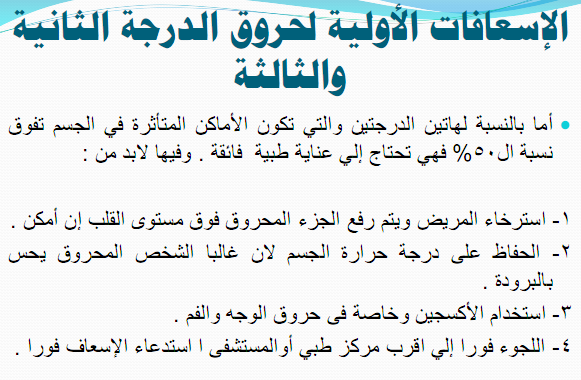 الإسعافات الأولية لحروق الدرجة الثانية
والثالثة
أما بالنسبة لهاتين الدرجتين والتي تكون الأماكن المتأثرة في الجسم تفوق
نسبة ال٥٠% فهي تحتاج إلي عناية طبية فائقة . وفيها لابد من :
١- استرخاء المريض ويتم رفع الجزء المحروق فوق مستوى القلب إن أمكن .
٢- الحفاظ على درجة حرارة الجسم لان غالبا الشخص المحروق يحس
بالبرودة .
٣- استخدام الأكسجين وخاصة فى حروق الوجه والفم .
٤- اللجوء فورا إلي اقرب مركز طبي أوالمستشفى ا استدعاء الإسعاف فورا .